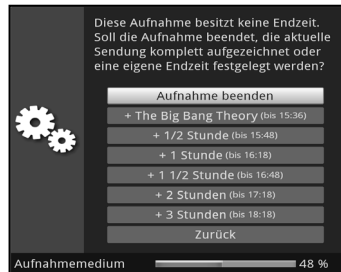 Diese Aufnahme besitzt keine Endzeit.
Soll die Aufnahme beendet, die aktuelle
Sendung komplett aufgezeichnet oder
eine eigene Endzeit festgelegt werden?
Aufnahme beenden
+ The Big Bang Theory (bis 15:36)
+ 1/2 Stunde (bis 15:48)
+ 1 Stunde (bis 16:18)
+ 1 1/2 Stunde (bis 16:48)
+ 2 Stunden (bis 17:18)
+ 3 Stunden (bis 18:18)
Zurück
Aufnahmemedium 48 %